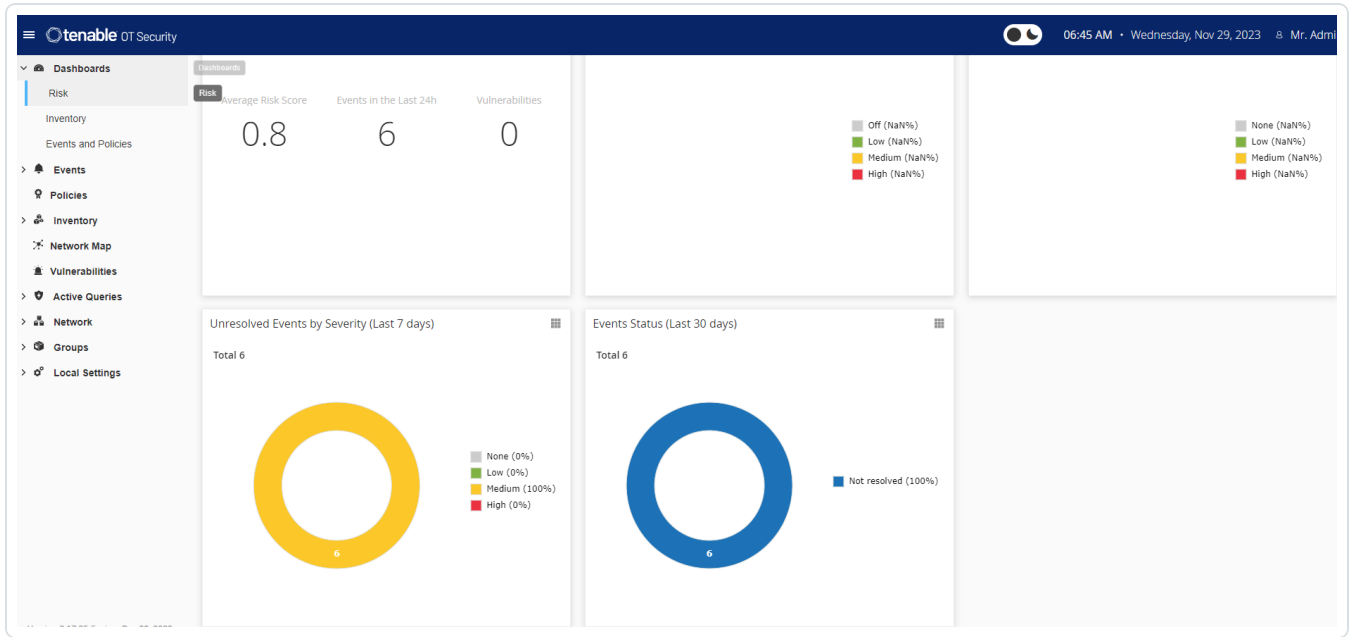 tenable OT Security
06:45 AM • Wednesday, Nov 29, 2023 Mr. Admi
Dashboards
Risk
Inventory
Events and Policies
Events
Policies
Inventory
Network Map
Vulnerabilities
Active Queries
Network
Groups
Local Settings
Dashboards
Risk
Average Risk Score
Events in the Last 24h
Vulnerabilities
0.8
6
0
Off (NaN%)
Low (NaN%)
Medium (NaN%)
High (NaN%)
None (NaN%)
Low (NaN%)
Medium (NaN%)
High (NaN%)
Unresolved Events by Severity (Last 7 days)
Total 6
6
None (0%)
Low (0%)
Medium (100%)
High (0%)
Events Status (Last 30 days)
Total 6
6
Not resolved (100%)